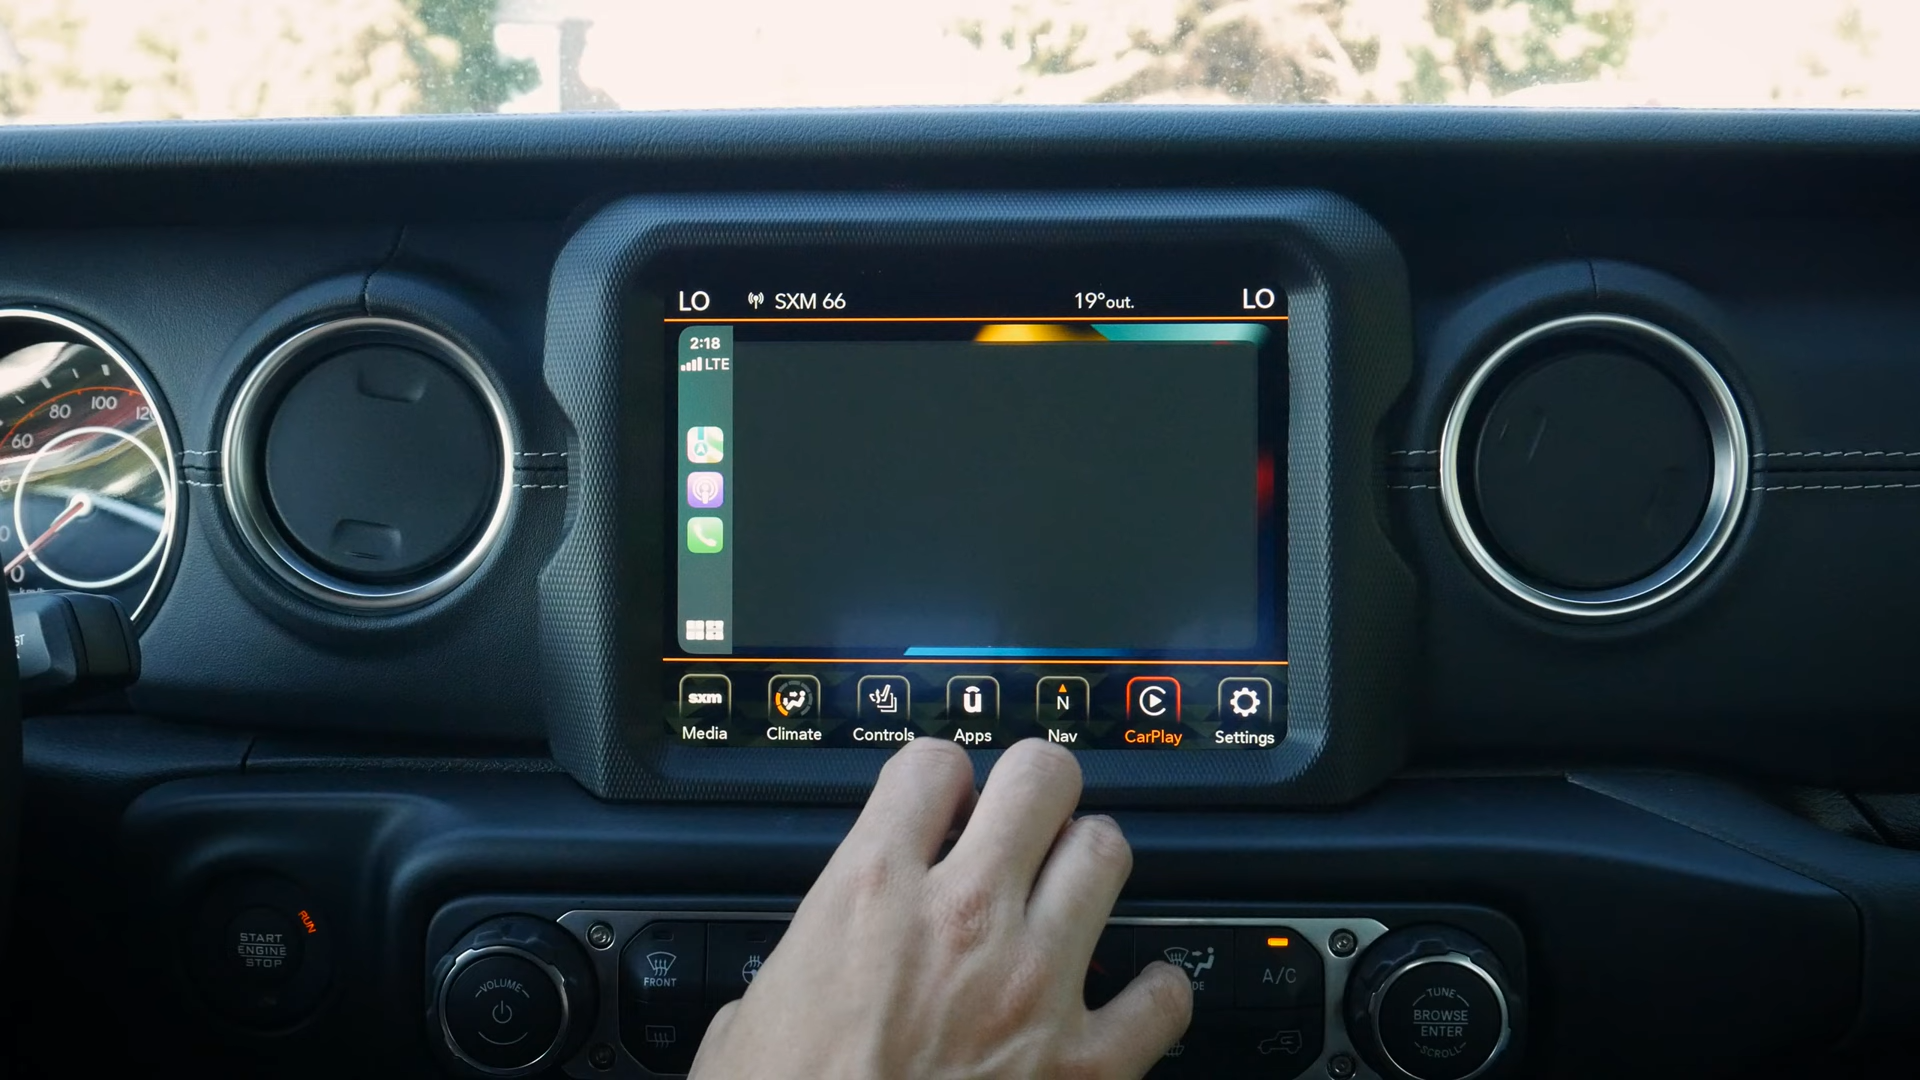 LO
SXM 66
19°out.
LO
2:18
LTE
sxm
Media
Climate
Controls
Apps
N
Nav
CarPlay
Settings
60
80
100
0
RUN
START
ENGINE
STOP
VOLUME
FRONT
A/C
TUNE
BROWSE
ENTER
SCROLL